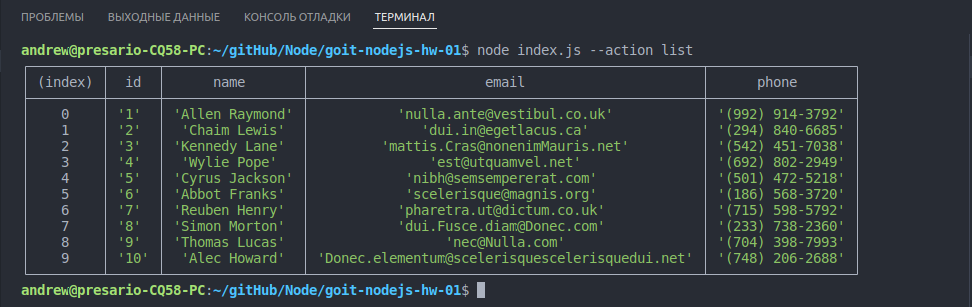 ПРОБЛЕМЫ ВЫХОДНЫЕ ДАННЫЕ КОНСОЛЬ ОТЛАДКИ ТЕРМИНАЛ
andrew@presario-CQ58-PC:~/gitHub/Node/goit-nodejs-hw-01$ node index.js --action list
(index) id name email phone
0 '1' 'Allen Raymond' 'nulla.ante@vestibul.co.uk' '(992) 914-3792'
1 '2' 'Chaim Lewis' 'dui.in@egetlacus.ca' '(294) 840-6685'
2 '3' 'Kennedy Lane' 'mattis.Cras@nonenimMauris.net' '(542) 451-7038'
3 '4' 'Wylie Pope' 'est@utquamvel.net' '(692) 802-2949'
4 '5' 'Cyrus Jackson' 'nibh@semsempererat.com' '(501) 472-5218'
5 '6' 'Abbot Franks' 'scelerisque@magnis.org' '(186) 568-3720'
6 '7' 'Reuben Henry' 'pharetra.ut@dictum.co.uk' '(715) 598-5792'
7 '8' 'Simon Morton' 'dui.Fusce.diam@Donec.com' '(233) 738-2360'
8 '9' 'Thomas Lucas' 'nec@Nulla.com' '(704) 398-7993'
9 '10' 'Alec Howard' 'Donec.elementum@scelerisquescelerisquedui.net' '(748) 206-2688'
andrew@presario-CQ58-PC:~/gitHub/Node/goit-nodejs-hw-01$